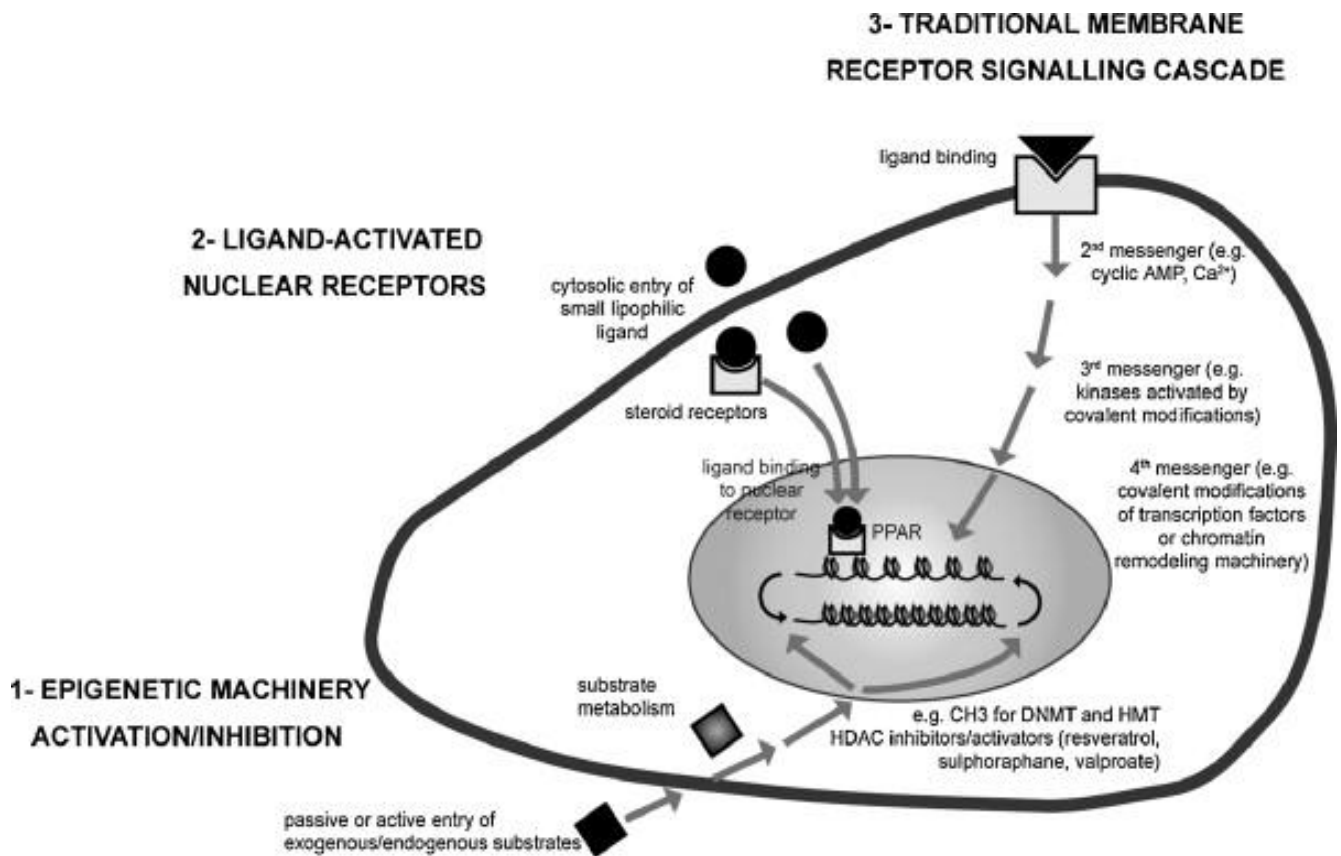 3- TRADITIONAL MEMBRANE
RECEPTOR SIGNALLING CASCADE
ligand binding
2nd messenger (e.g.
cyclic AMP, Ca2+)
3rd messenger (e.g.
kinases activated by
covalent modifications)
4th messenger (e.g.
covalent modifications
of transcription factors
or chromatin
remodeling machinery)
2- LIGAND-ACTIVATED
NUCLEAR RECEPTORS
cytosolic entry of
small lipophilic
ligand
steroid receptors
ligand binding
to nuclear
receptor
PPAR
1- EPIGENETIC MACHINERY
ACTIVATION/INHIBITION
substrate
metabolism
e.g. CH3 for DNMT and HMT
HDAC inhibitors/activators (resveratrol,
sulphoraphane, valproate)
passive or active entry of
exogenous/endogenous substrates